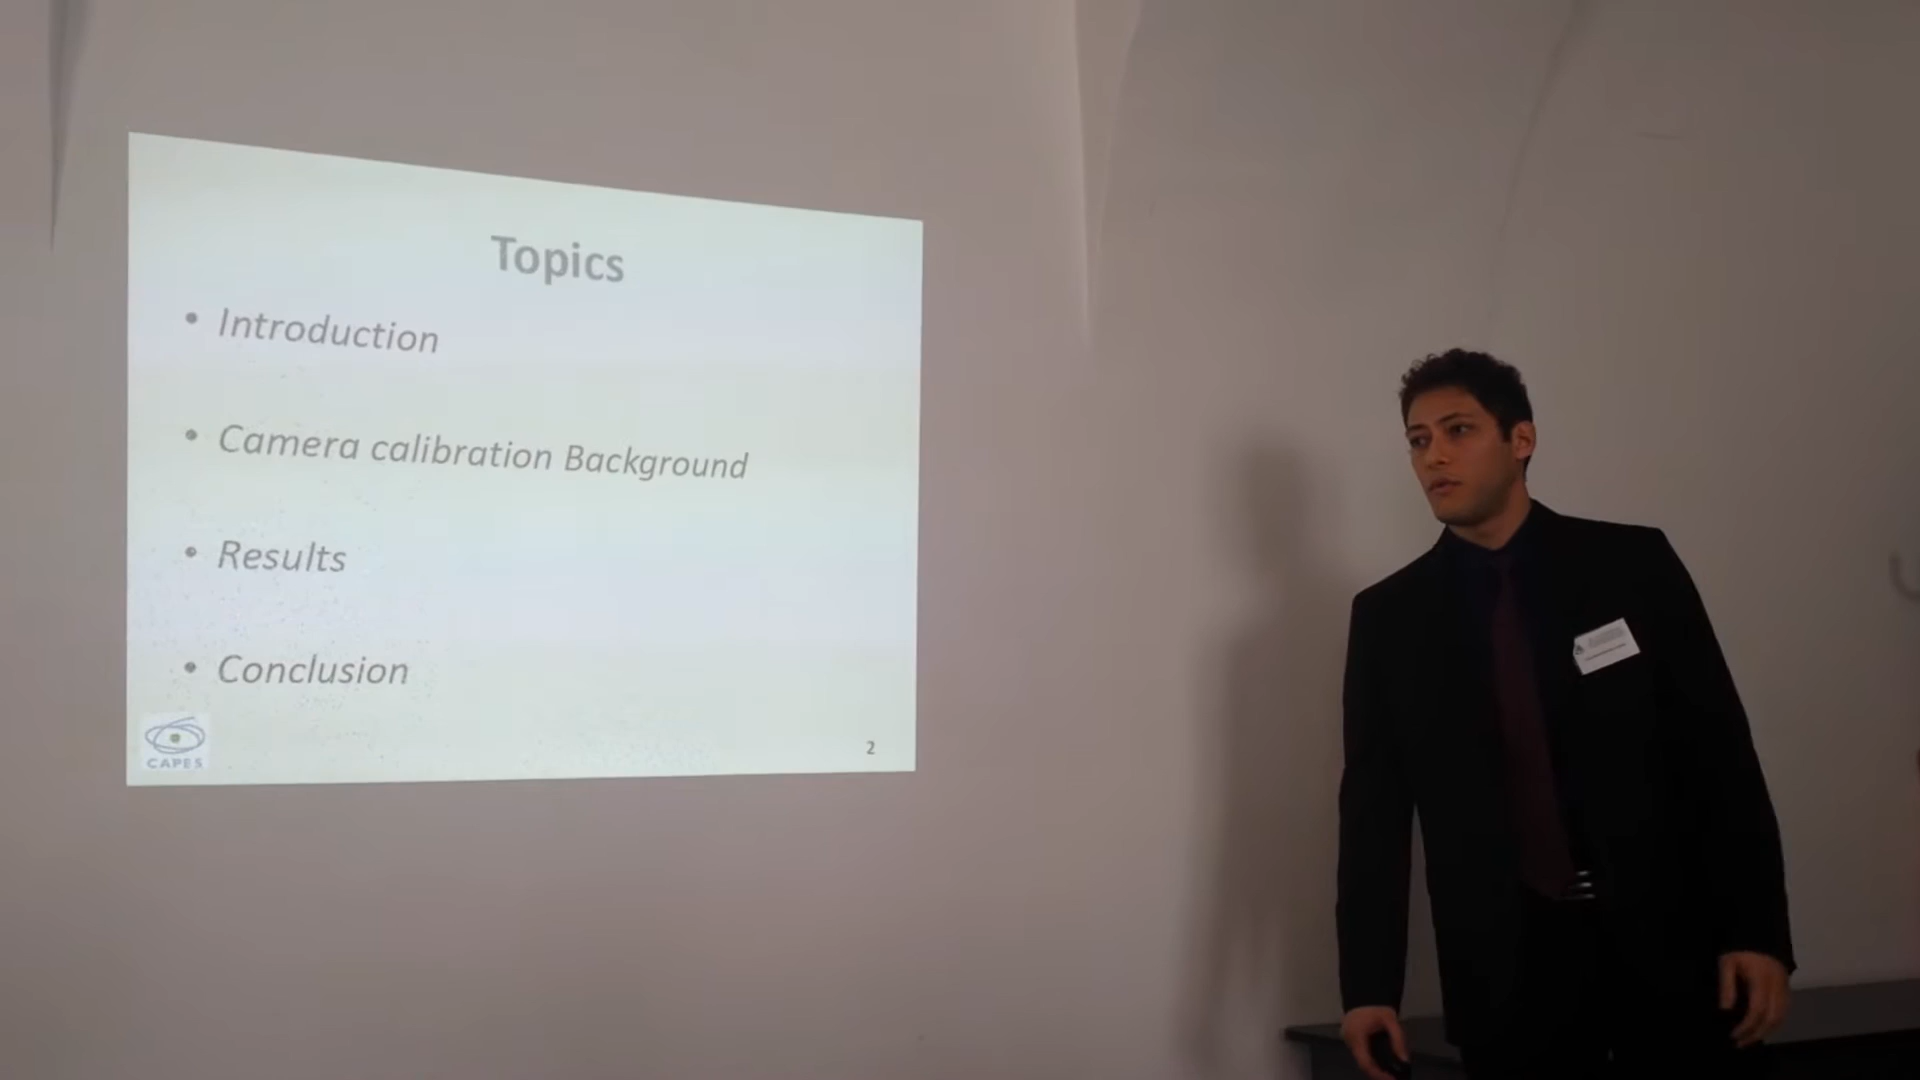 Topics
• Introduction
• Camera calibration Background
• Results
• Conclusion
CAPES
2